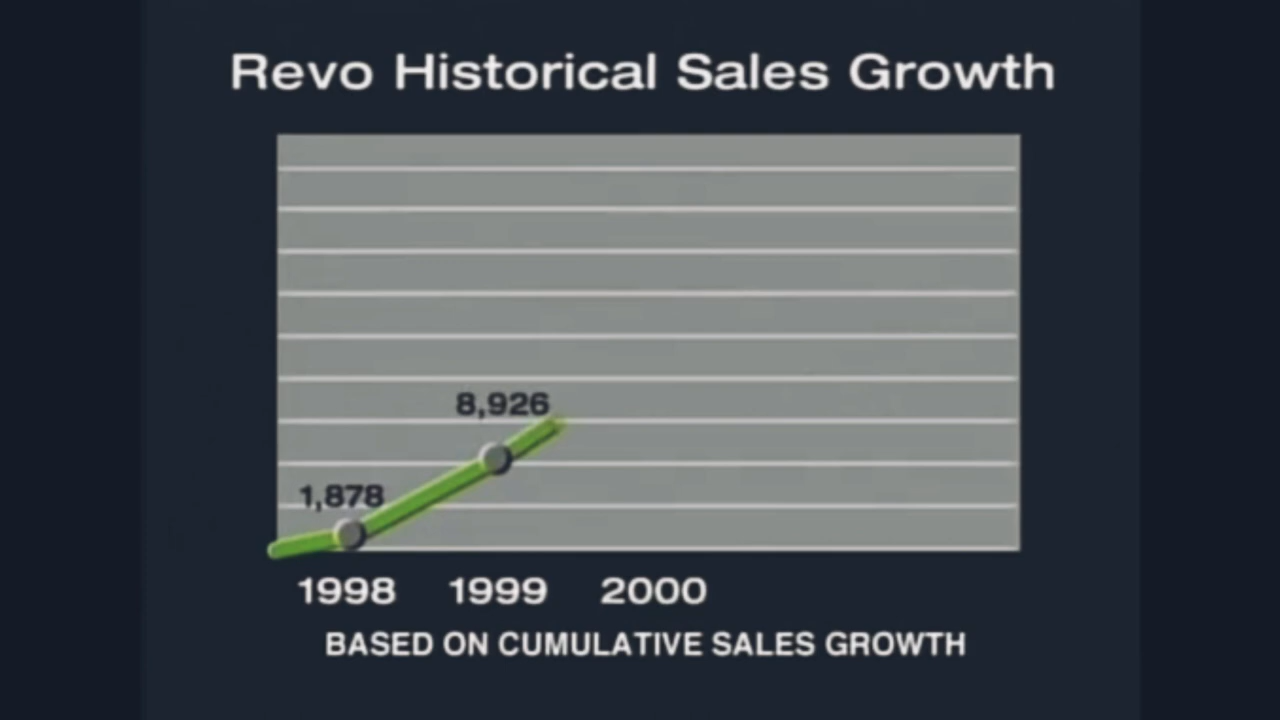 Revo Historical Sales Growth
8,926
1,878
1998 1999 2000
BASED ON CUMULATIVE SALES GROWTH